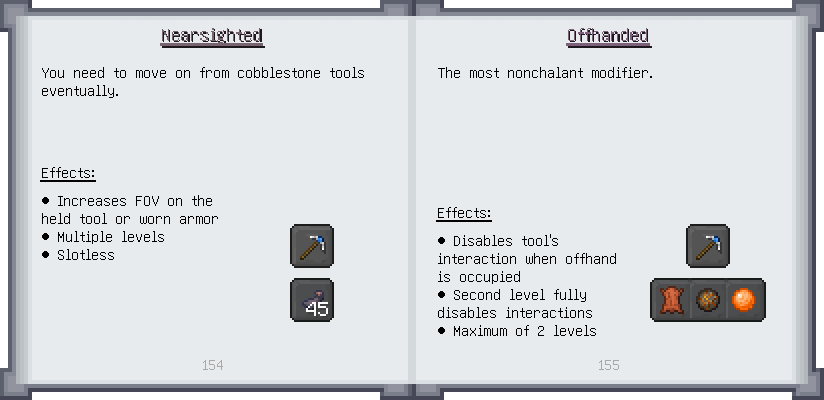 Nearsighted
You need to move on from cobblestone tools
eventually.
Effects:
● Increases FOV on the
held tool or worn armor
● Multiple levels
● Slotless
45
154
Offhanded
The most nonchalant modifier.
Effects:
● Disables tool's
interaction when offhand
is occupied
● Second level fully
disables interactions
● Maximum of 2 levels
155